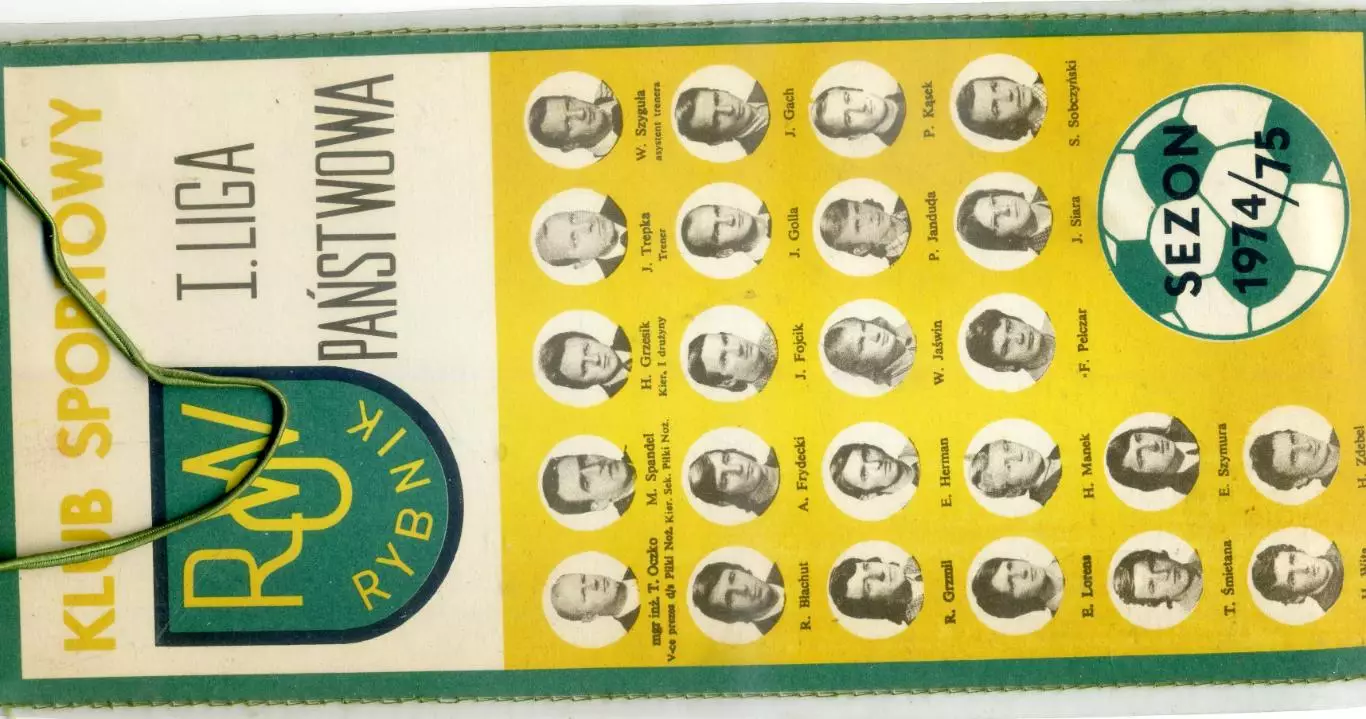 KLUB SPORTOWY
I. LIGA
PAŃSTWOWA
ROW
RYBNIK
mgr inż. T. Oczko M. Spandel H. Grzesik J. Trepka W. Szyguła
V-ce prezes d/s Piłki Noż. Kier. Sek. Piłki Noż. Kier. I drużyny Trener asystent trenera
R. Błachut A. Frydecki J. Fojcik J. Golla J. Gach
R. Grzmil E. Herman W. Jaświn P. Janduda P. Kąsek
E. Lorens H. Manek F. Pelczar J. Siara S. Sobczyński
T. Śmietana E. Szymura
H. Zdebel
SEZON
1974/75